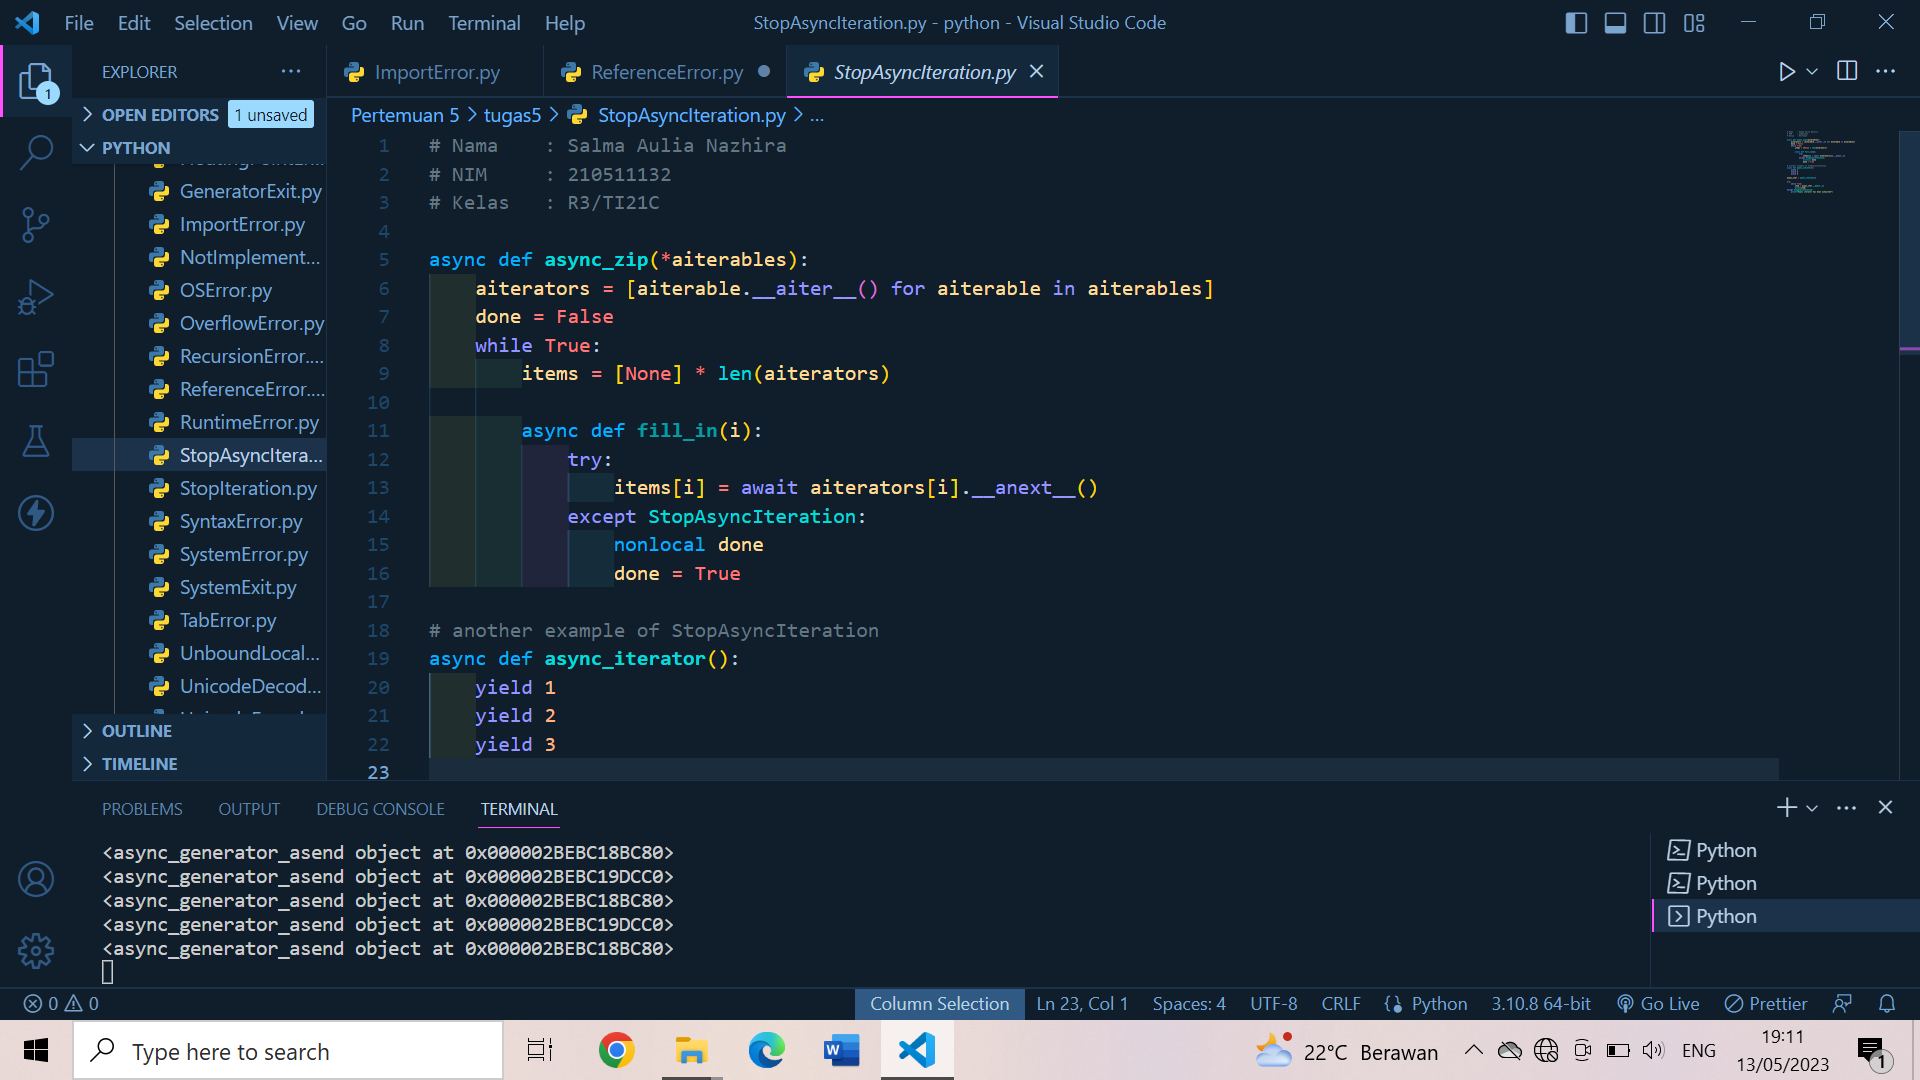 File Edit Selection View Go Run Terminal Help
StopAsyncIteration.py - python - Visual Studio Code
1
EXPLORER
OPEN EDITORS 1 unsaved
PYTHON
GeneratorExit.py
ImportError.py
NotImplement...
OSError.py
OverflowError.py
RecursionError....
ReferenceError....
RuntimeError.py
StopAsyncItera...
StopIteration.py
SyntaxError.py
SystemError.py
SystemExit.py
TabError.py
UnboundLocal...
UnicodeDecod...
OUTLINE
TIMELINE
ImportError.py
ReferenceError.py
StopAsyncIteration.py
Pertemuan 5 > tugas5 > StopAsyncIteration.py > ...
1 # Nama    : Salma Aulia Nazhira
2 # NIM     : 210511132
3 # Kelas   : R3/TI21C
4
5 async def async_zip(*aiterables):
6     aiterators = [aiterable.__aiter__() for aiterable in aiterables]
7     done = False
8     while True:
9         items = [None] * len(aiterators)
10
11         async def fill_in(i):
12             try:
13                 items[i] = await aiterators[i].__anext__()
14             except StopAsyncIteration:
15                 nonlocal done
16                 done = True
17
18 # another example of StopAsyncIteration
19 async def async_iterator():
20     yield 1
21     yield 2
22     yield 3
23
PROBLEMS OUTPUT DEBUG CONSOLE TERMINAL
<async_generator_asend object at 0x000002BEBC18BC80>
<async_generator_asend object at 0x000002BEBC19DCC0>
<async_generator_asend object at 0x000002BEBC18BC80>
<async_generator_asend object at 0x000002BEBC19DCC0>
<async_generator_asend object at 0x000002BEBC18BC80>
Python
Python
Python
0 0
Column Selection Ln 23, Col 1 Spaces: 4 UTF-8 CRLF Python 3.10.8 64-bit Go Live Prettier
Type here to search
22°C Berawan
ENG
19:11
13/05/2023
1